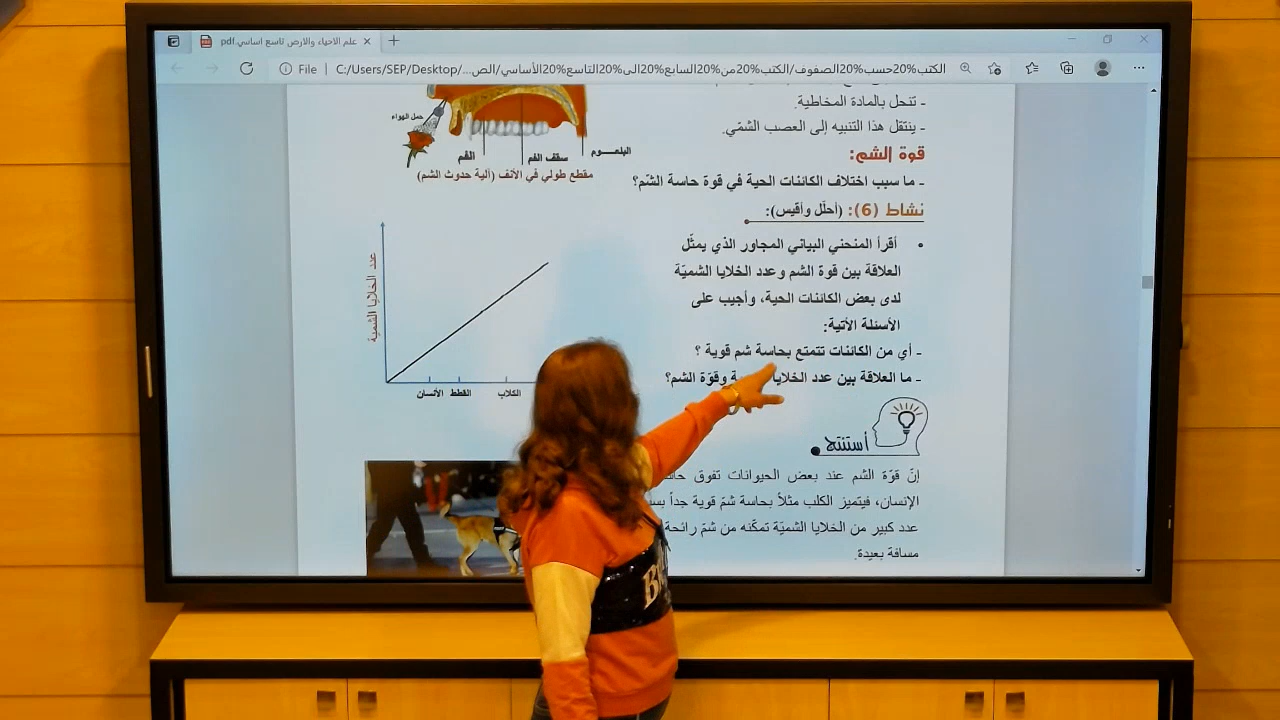 علم الاحياء والارض تاسع اساسي.pdf
File
C:/Users/SEP/Desktop/...الكتب%20حسب%20الصفوف/الكتب%20من%20السابع%20الى%20التاسع%20الأساسي/الص
- تنحل بالمادة المخاطية.
- ينتقل هذا التنبيه إلى العصب الشمّي.
حمل الهواء
الفم
سقف الفم
البلعـــوم
مقطع طولي في الأنف (آلية حدوث الشم)
قوة الشم:
- ما سبب اختلاف الكائنات الحية في قوة حاسة الشّم؟
نشاط (6): (أحلّل وأقيس):
• أقرأ المنحني البياني المجاور الذي يمثّل
العلاقة بين قوة الشم وعدد الخلايا الشميّة
لدى بعض الكائنات الحية، وأجيب على
الأسئلة الآتية:
- أي من الكائنات تتمتع بحاسة شم قوية ؟
- ما العلاقة بين عدد الخلايا وقوّة الشم؟
عدد الخلايا الشمية
الأنسان
القطط
الكلاب
أستنتج
إنّ قوّة الشم عند بعض الحيوانات تفوق
الإنسان، فيتميز الكلب مثلاً بحاسة شمّ قوية جداً
عدد كبير من الخلايا الشميّة تمكّنه من شمّ رائحة
مسافة بعيدة.